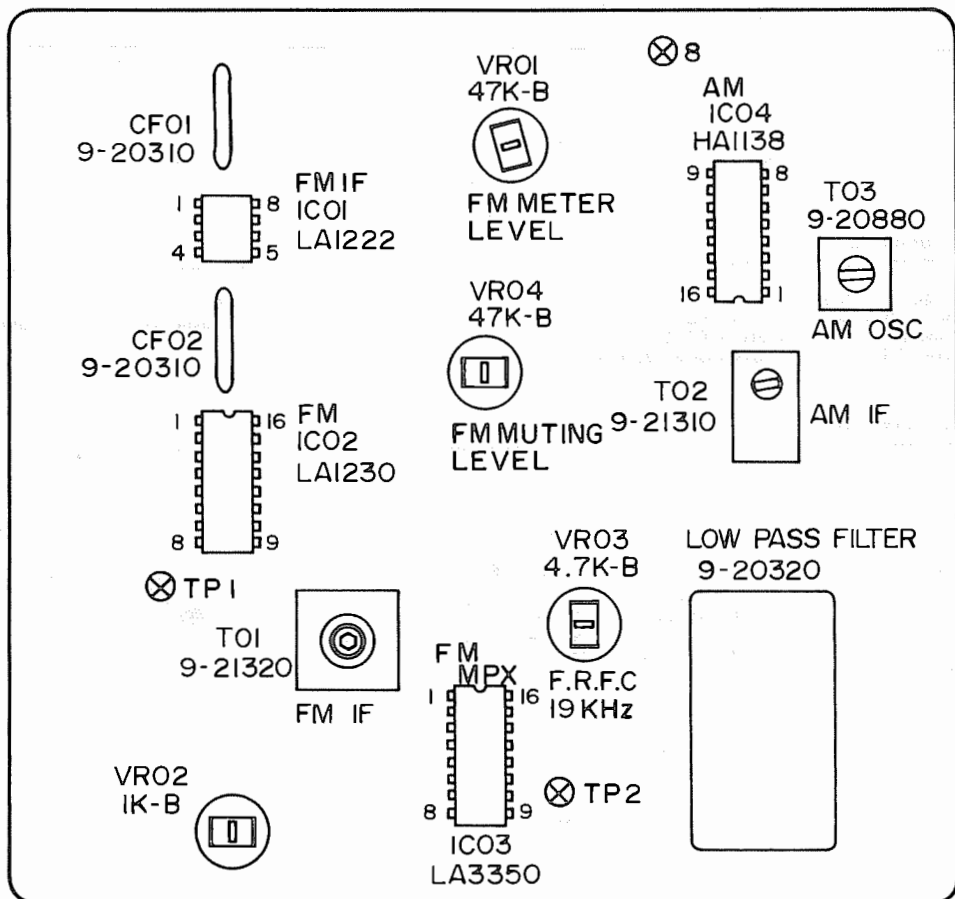 8
VR01
47K-B
AM
IC04
HA1138
CF01
9-20310
9
8
16
1
T03
9-20880
AM OSC
FM IF
IC01
LA1222
1
8
4
5
FM METER
LEVEL
VR04
47K-B
CF02
9-20310
T02
9-21310
AM IF
FM MUTING
LEVEL
1
16
FM
IC02
LA1230
8
9
VR03
4.7K-B
LOW PASS FILTER
9-20320
TP1
T01
9-21320
FM IF
FM
MPX
1
16
F.R.F.C
19KHz
VR02
1K-B
TP2
8
9
IC03
LA3350